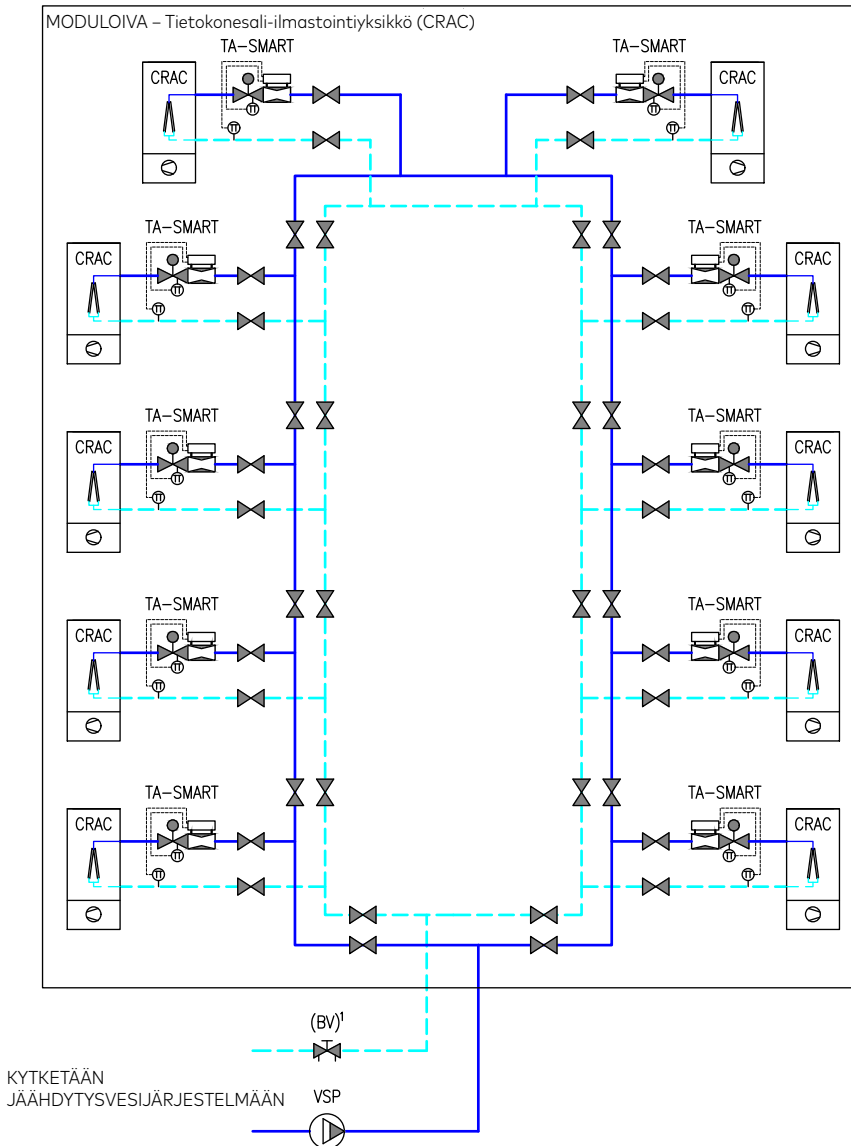 MODULOIVA – Tietokonesali-ilmastointiyksikkö (CRAC)
TA-SMART TA-SMART
CRAC CRAC
TA-SMART TA-SMART
CRAC CRAC
TA-SMART TA-SMART
CRAC CRAC
TA-SMART TA-SMART
CRAC CRAC
TA-SMART TA-SMART
CRAC CRAC
(BV)¹
KYTKETÄÄN
JÄÄHDYTYSVESIJÄRJESTELMÄÄN
VSP